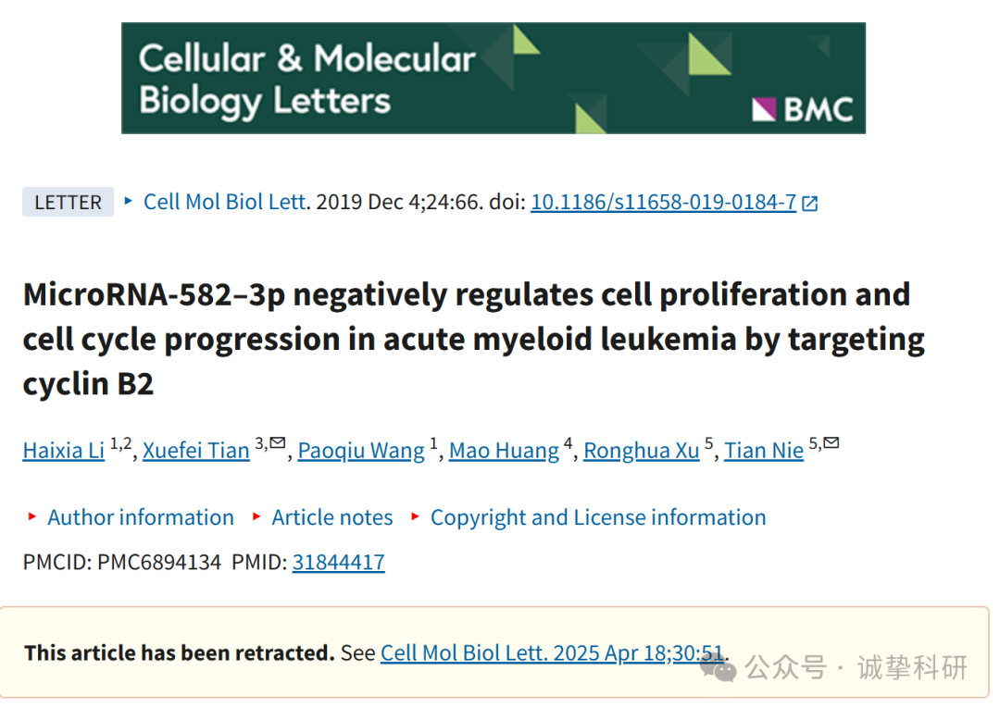 Cellular & Molecular
Biology Letters
BMC
LETTER Cell Mol Biol Lett. 2019 Dec 4;24:66. doi: 10.1186/s11658-019-0184-7
MicroRNA-582–3p negatively regulates cell proliferation and
cell cycle progression in acute myeloid leukemia by targeting
cyclin B2
Haixia Li 1,2, Xuefei Tian 3,✉, Paoqiu Wang 1, Mao Huang 4, Ronghua Xu 5, Tian Nie 5,✉
Author information Article notes Copyright and License information
PMCID: PMC6894134 PMID: 31844417
This article has been retracted. See Cell Mol Biol Lett. 2025 Apr 18;30:51.
公众号 · 诚挚科研